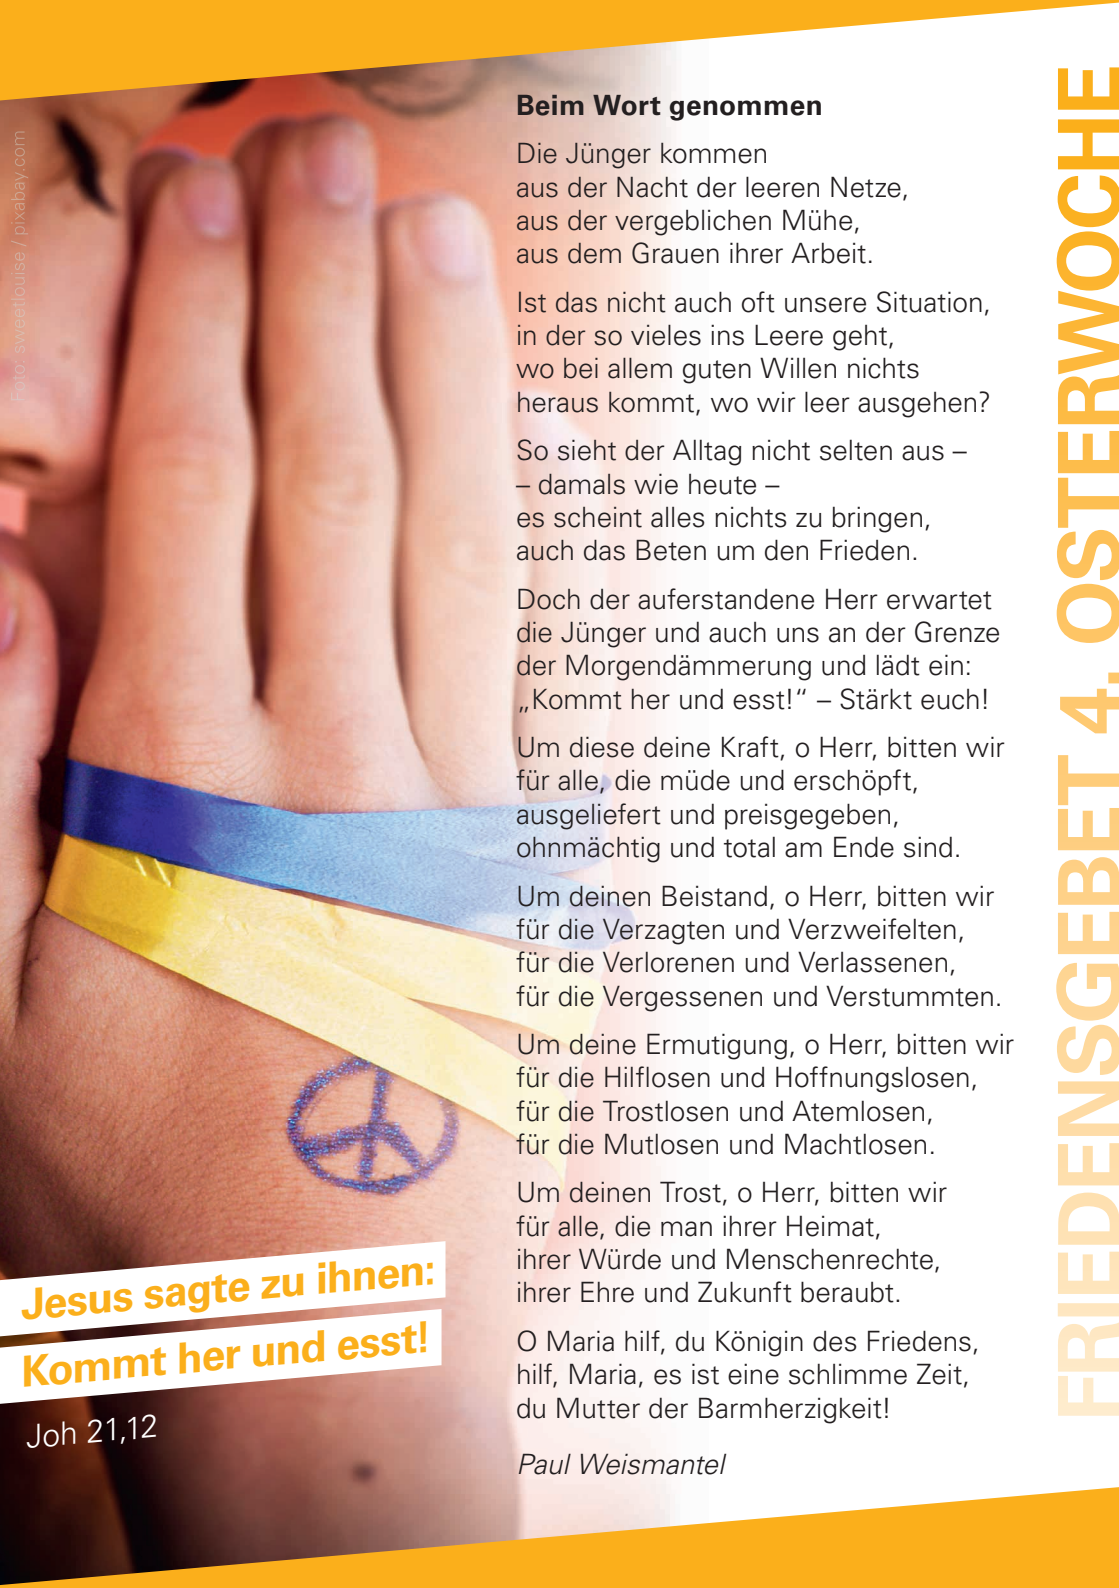 Beim Wort genommen
Die Jünger kommen
aus der Nacht der leeren Netze,
aus der vergeblichen Mühe,
aus dem Grauen ihrer Arbeit.
Ist das nicht auch oft unsere Situation,
in der so vieles ins Leere geht,
wo bei allem guten Willen nichts
heraus kommt, wo wir leer ausgehen?
So sieht der Alltag nicht selten aus –
– damals wie heute –
es scheint alles nichts zu bringen,
auch das Beten um den Frieden.
Doch der auferstandene Herr erwartet
die Jünger und auch uns an der Grenze
der Morgendämmerung und lädt ein:
„Kommt her und esst!“ – Stärkt euch!
Um diese deine Kraft, o Herr, bitten wir
für alle, die müde und erschöpft,
ausgeliefert und preisgegeben,
ohnmächtig und total am Ende sind.
Um deinen Beistand, o Herr, bitten wir
für die Verzagten und Verzweifelten,
für die Verlorenen und Verlassenen,
für die Vergessenen und Verstummten.
Um deine Ermutigung, o Herr, bitten wir
für die Hilflosen und Hoffnungslosen,
für die Trostlosen und Atemlosen,
für die Mutlosen und Machtlosen.
Um deinen Trost, o Herr, bitten wir
für alle, die man ihrer Heimat,
ihrer Würde und Menschenrechte,
ihrer Ehre und Zukunft beraubt.
O Maria hilf, du Königin des Friedens,
hilf, Maria, es ist eine schlimme Zeit,
du Mutter der Barmherzigkeit!
Paul Weismantel
Jesus sagte zu ihnen:
Kommt her und esst!
Joh 21,12
FRIEDENSGEBET 4. OSTERWOCHE
Foto: sweetlouise / pixabay.com